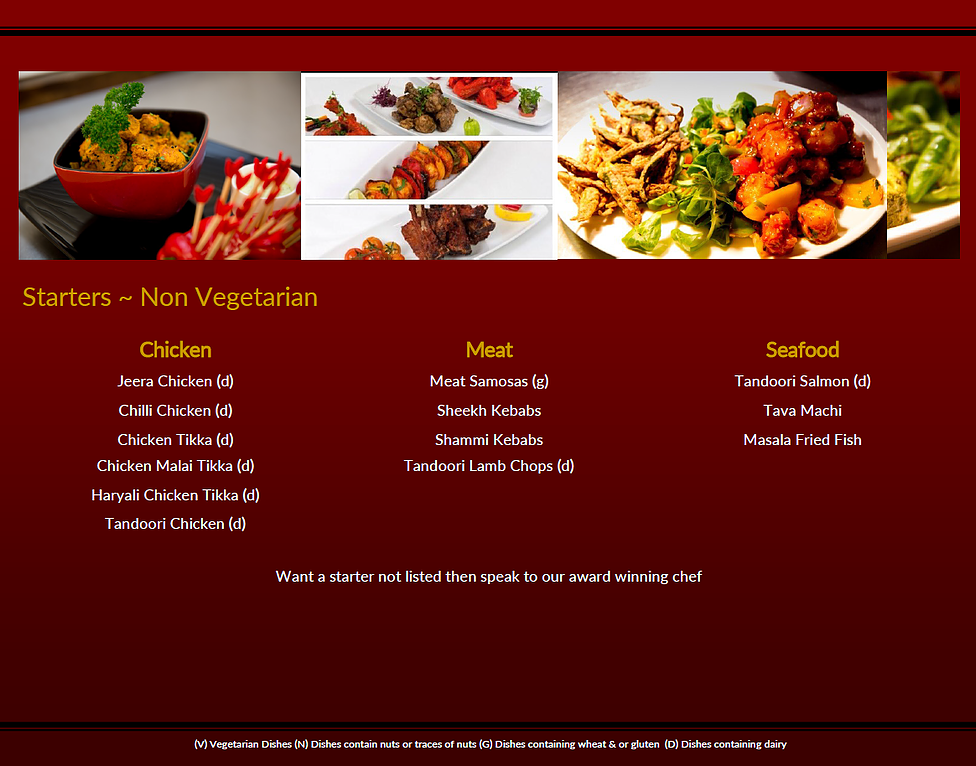 Starters ~ Non Vegetarian
Chicken
Jeera Chicken (d)
Chilli Chicken (d)
Chicken Tikka (d)
Chicken Malai Tikka (d)
Haryali Chicken Tikka (d)
Tandoori Chicken (d)
Meat
Meat Samosas (g)
Sheekh Kebabs
Shammi Kebabs
Tandoori Lamb Chops (d)
Seafood
Tandoori Salmon (d)
Tava Machi
Masala Fried Fish
Want a starter not listed then speak to our award winning chef
(V) Vegetarian Dishes (N) Dishes contain nuts or traces of nuts (G) Dishes containing wheat & or gluten (D) Dishes containing dairy